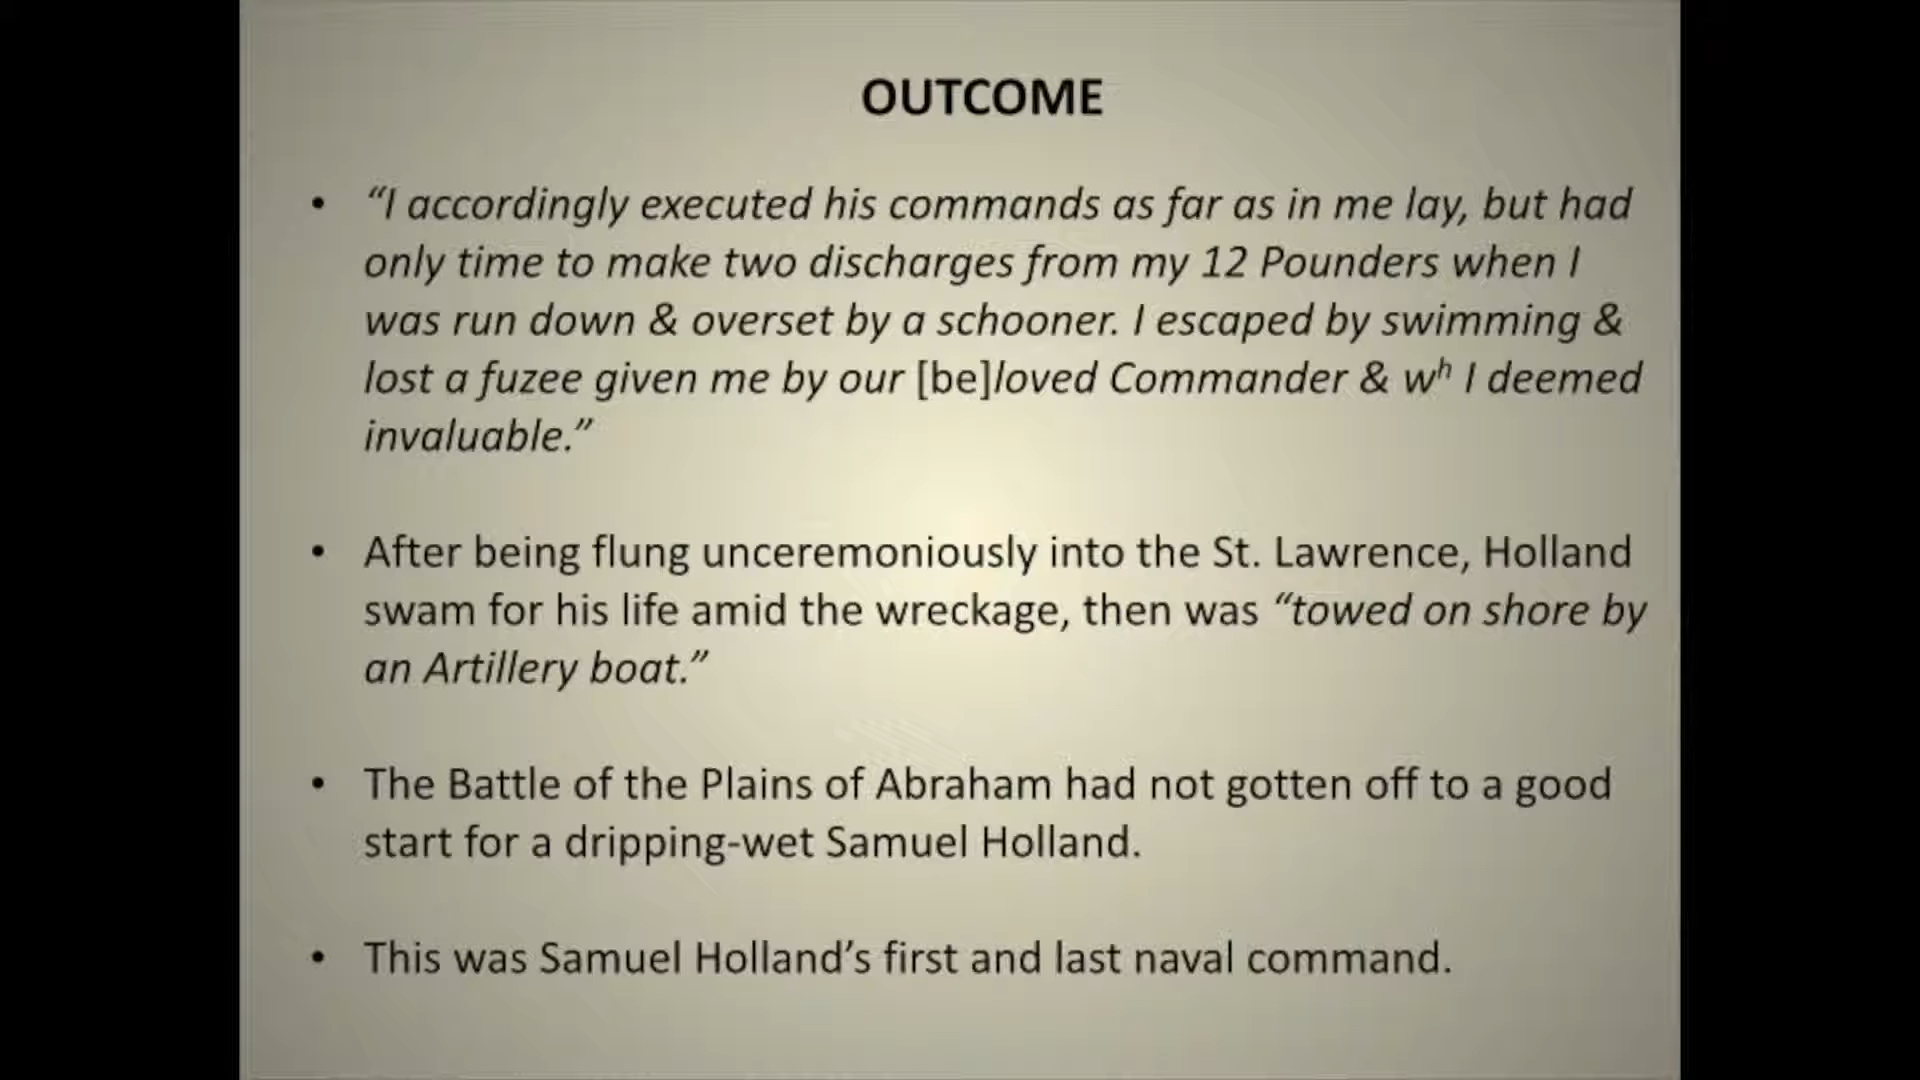 OUTCOME
• “I accordingly executed his commands as far as in me lay, but had
only time to make two discharges from my 12 Pounders when I
was run down & overset by a schooner. I escaped by swimming &
lost a fuzee given me by our [be]loved Commander & wʰ I deemed
invaluable.”
• After being flung unceremoniously into the St. Lawrence, Holland
swam for his life amid the wreckage, then was “towed on shore by
an Artillery boat.”
• The Battle of the Plains of Abraham had not gotten off to a good
start for a dripping-wet Samuel Holland.
• This was Samuel Holland’s first and last naval command.